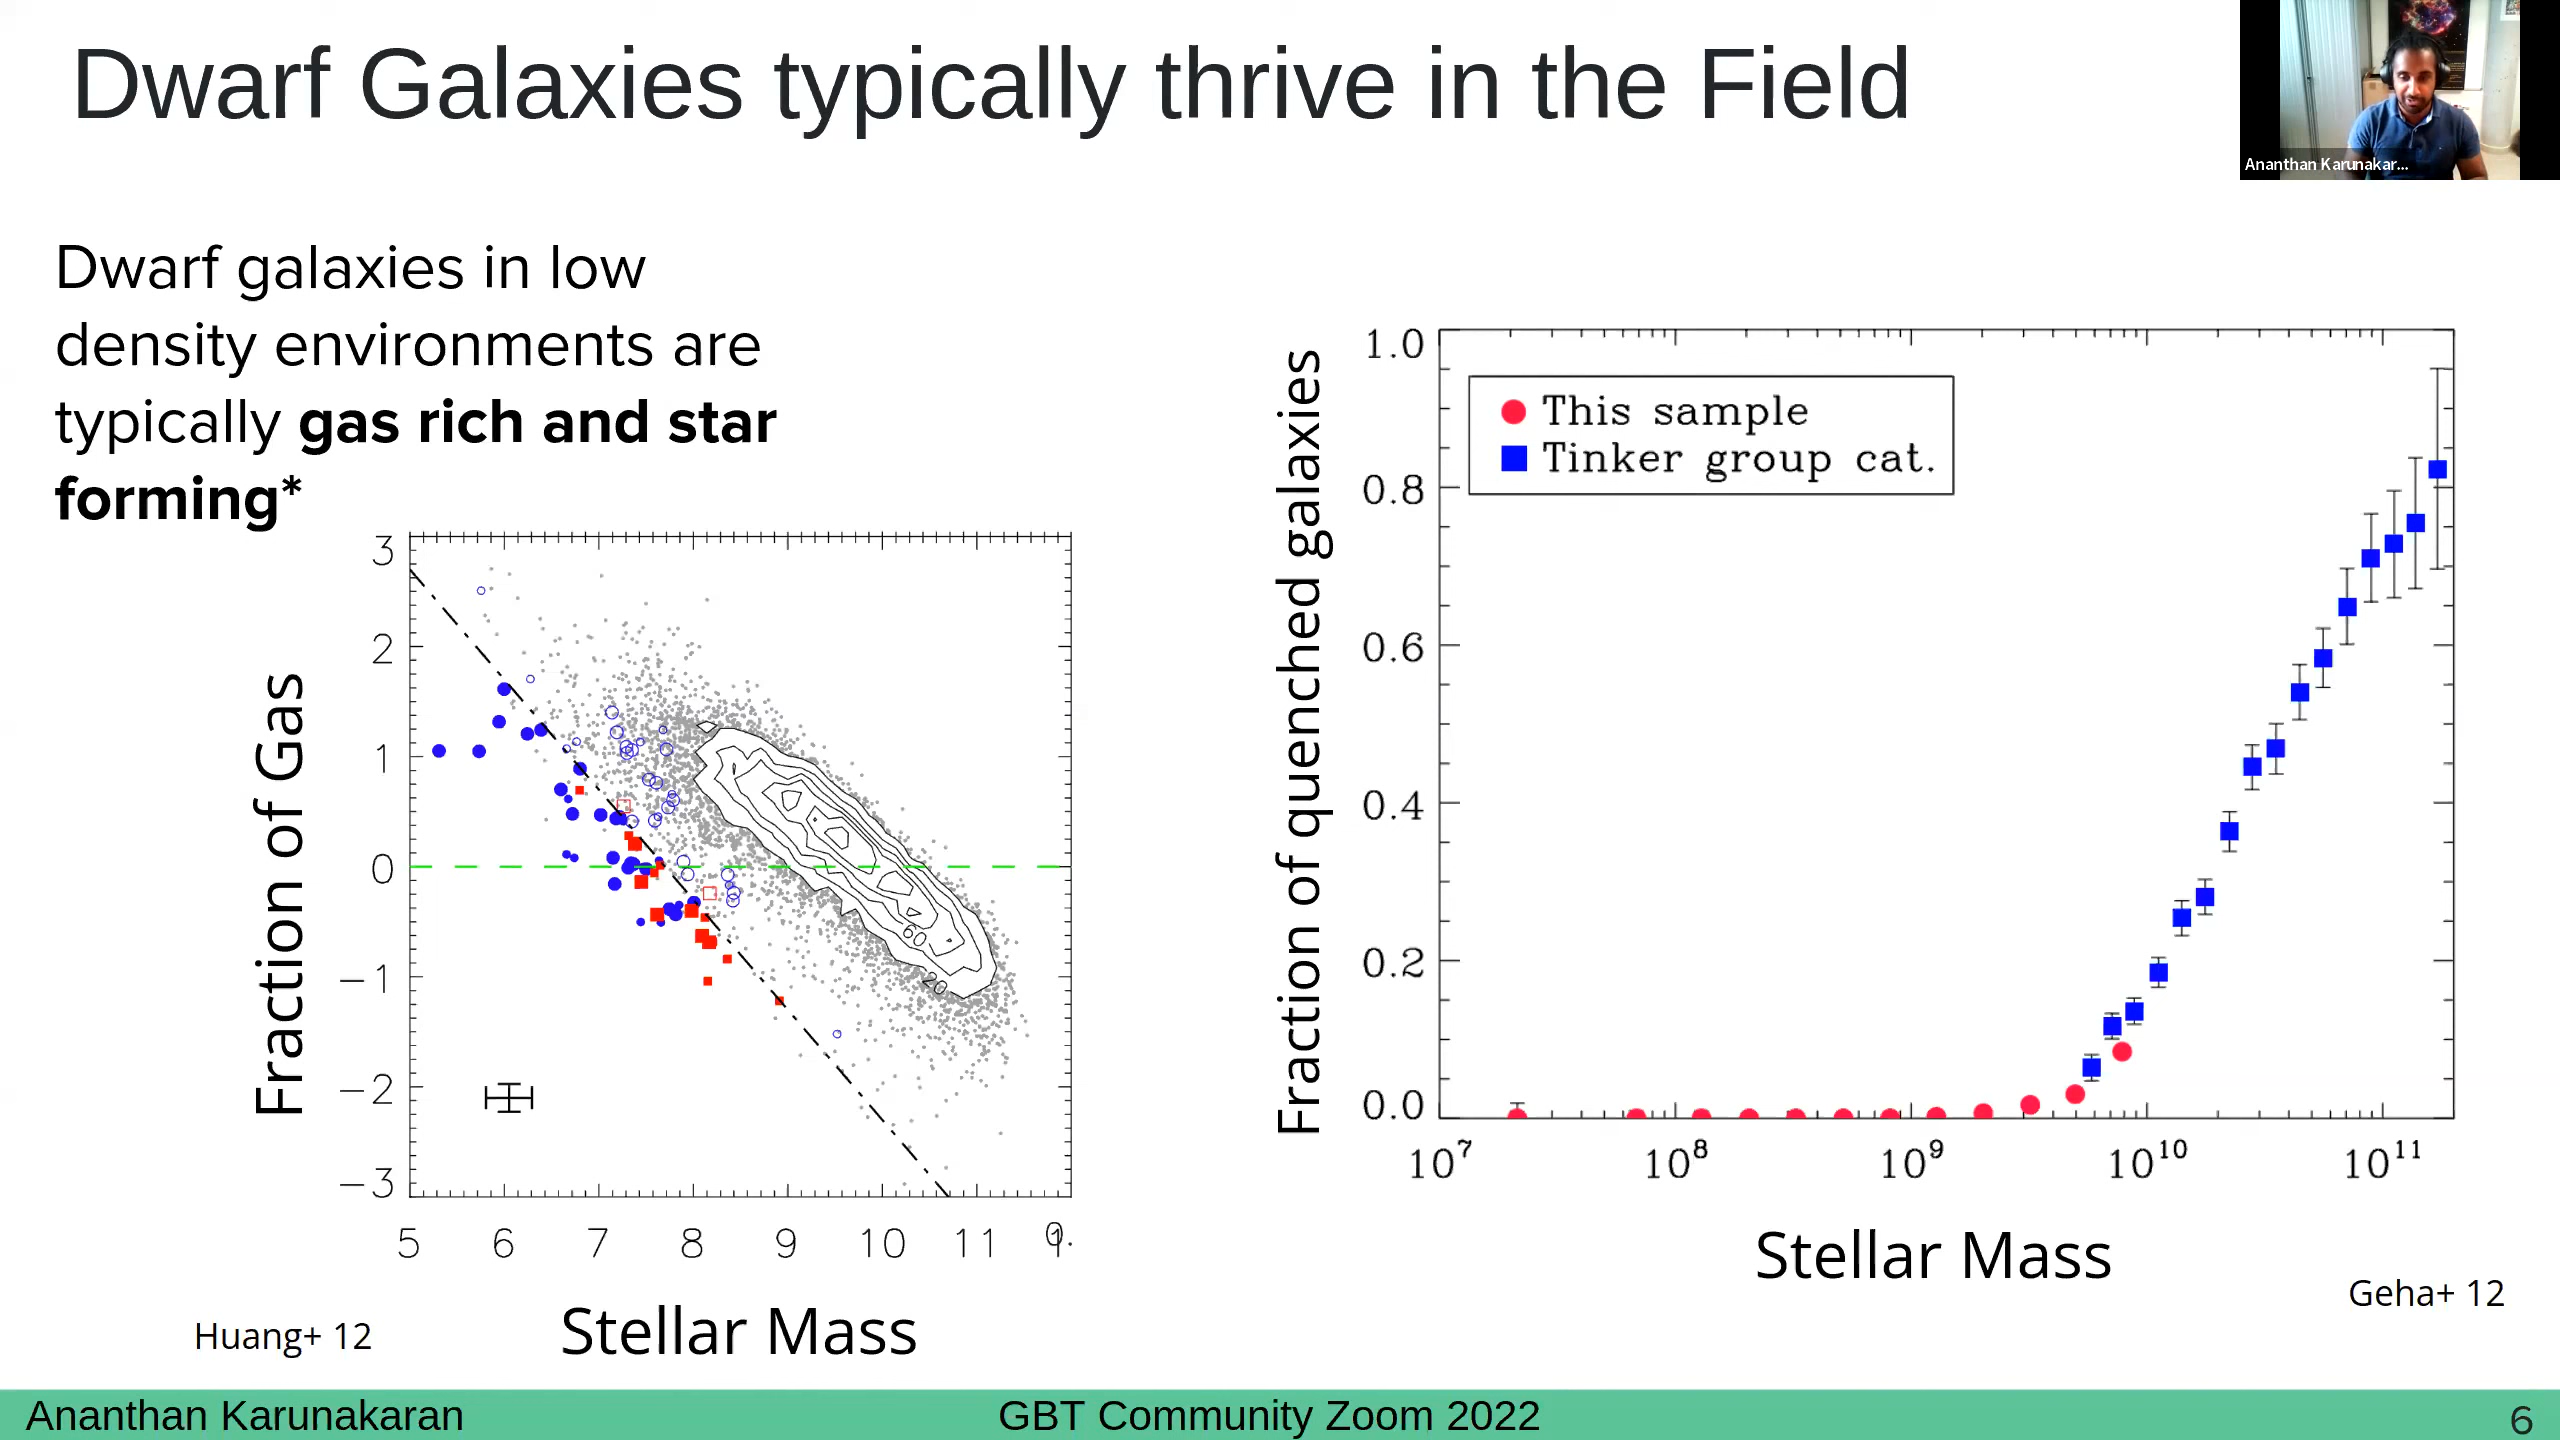 Dwarf Galaxies typically thrive in the Field
Ananthan Karunakar...
Dwarf galaxies in low
density environments are
typically gas rich and star
forming*
Fraction of Gas
3
2
1
0
−1
−2
−3
60
20
5 6 7 8 9 10 11 1 0.
Stellar Mass
Huang+ 12
Fraction of quenched galaxies
1.0
0.8
0.6
0.4
0.2
0.0
This sample
Tinker group cat.
10⁷ 10⁸ 10⁹ 10¹⁰ 10¹¹
Stellar Mass
Geha+ 12
Ananthan Karunakaran
GBT Community Zoom 2022
6